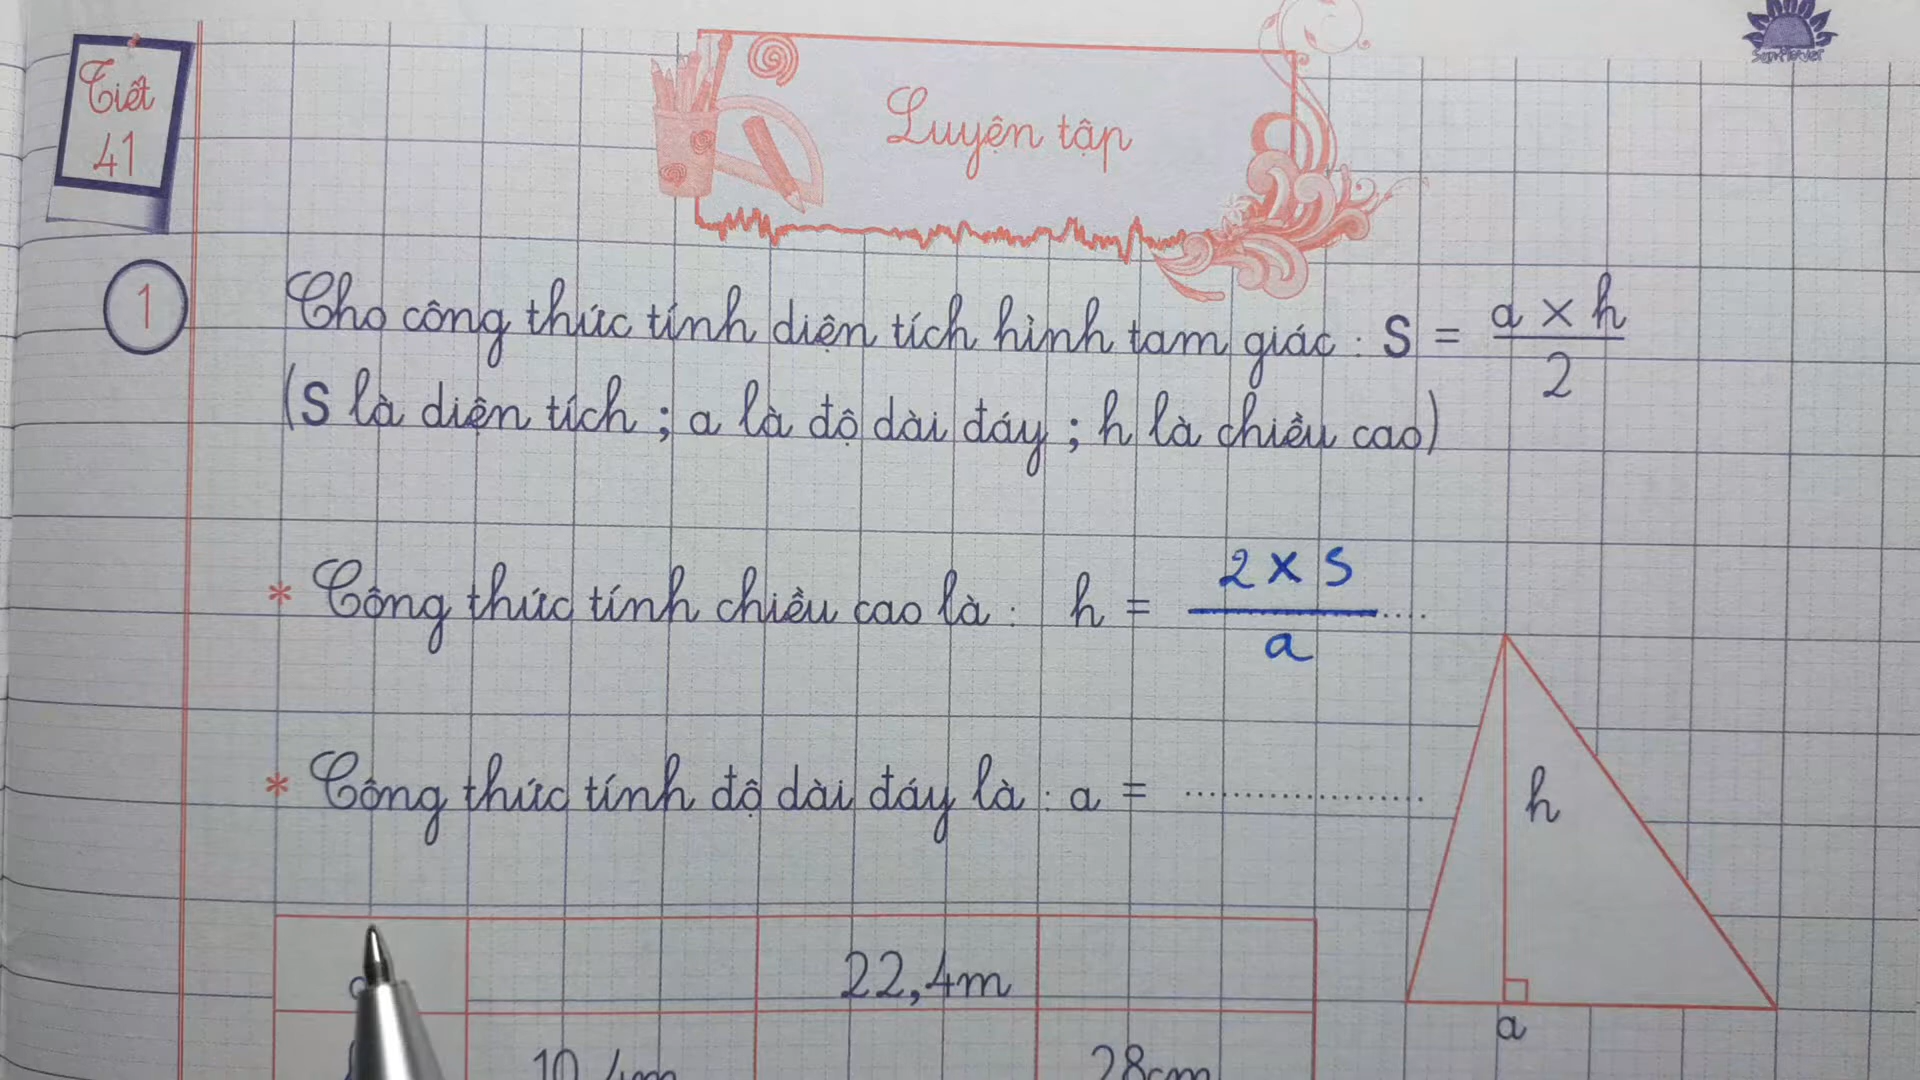 Tiết
41
Sunflower
Luyện tập
1
Cho công thức tính diện tích hình tam giác : S = a × h / 2
(S là diện tích ; a là độ dài đáy ; h là chiều cao)
* Công thức tính chiều cao là : h = 2 × S / a ....
* Công thức tính độ dài đáy là : a = ....................
h
a
22,4m
28cm